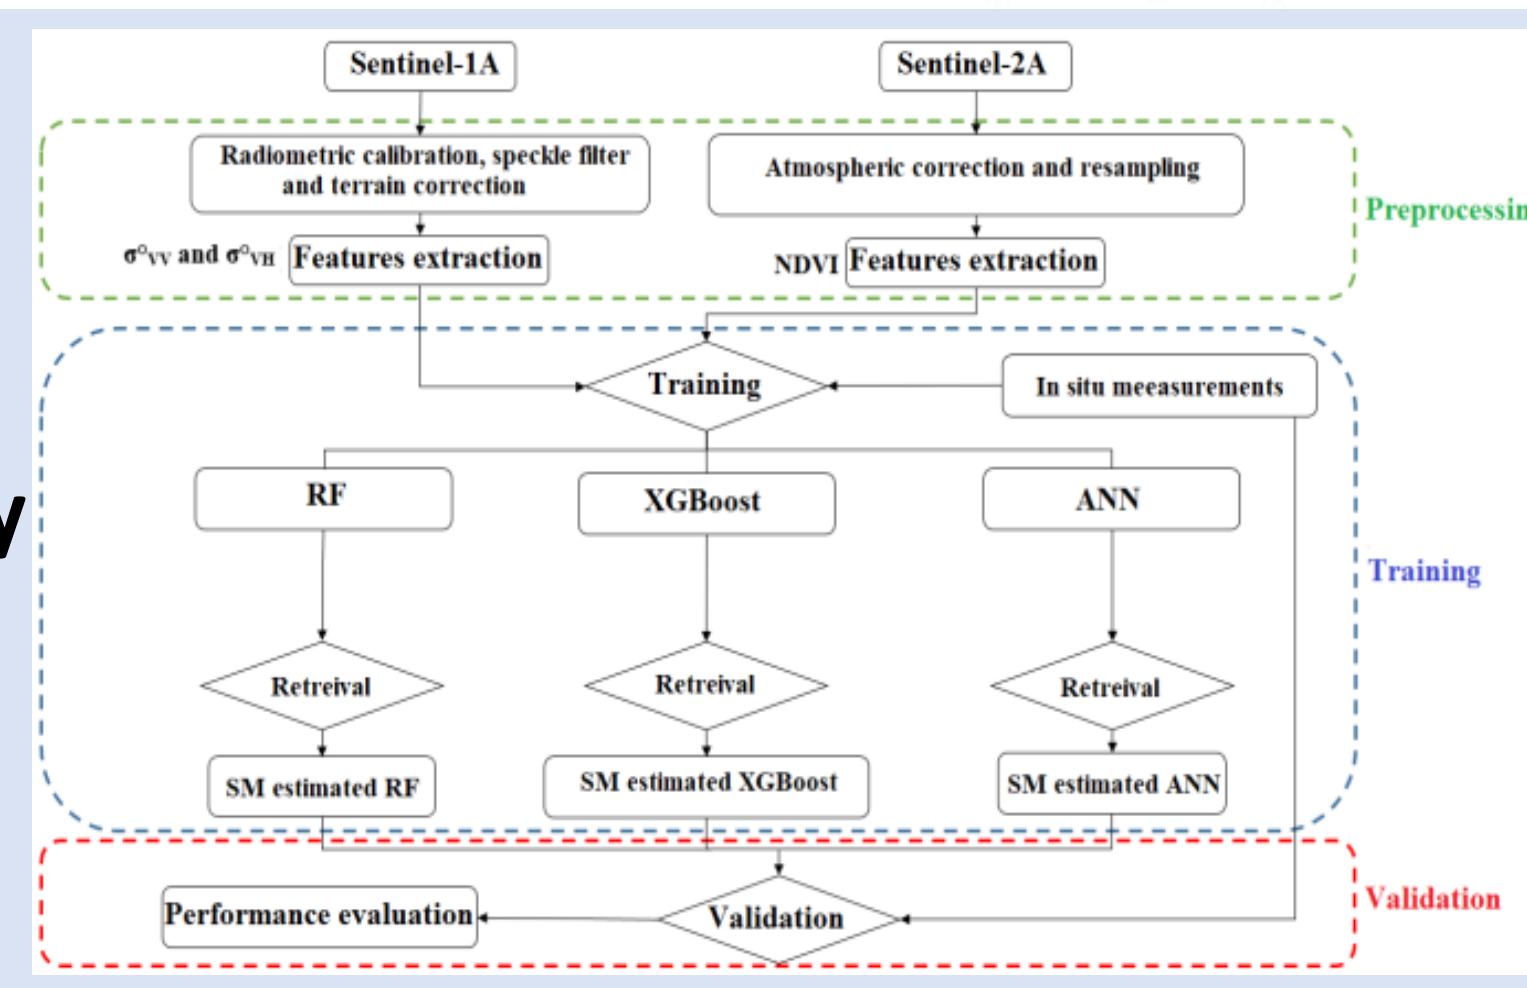 Sentinel-1A
Sentinel-2A
Radiometric calibration, speckle filter
and terrain correction
Atmospheric correction and resampling
Preprocessin
σ°VV and σ°VH
Features extraction
NDVI
Features extraction
Training
In situ meeasurements
RF
XGBoost
ANN
y
Training
Retreival
Retreival
Retreival
SM estimated RF
SM estimated XGBoost
SM estimated ANN
Performance evaluation
Validation
Validation